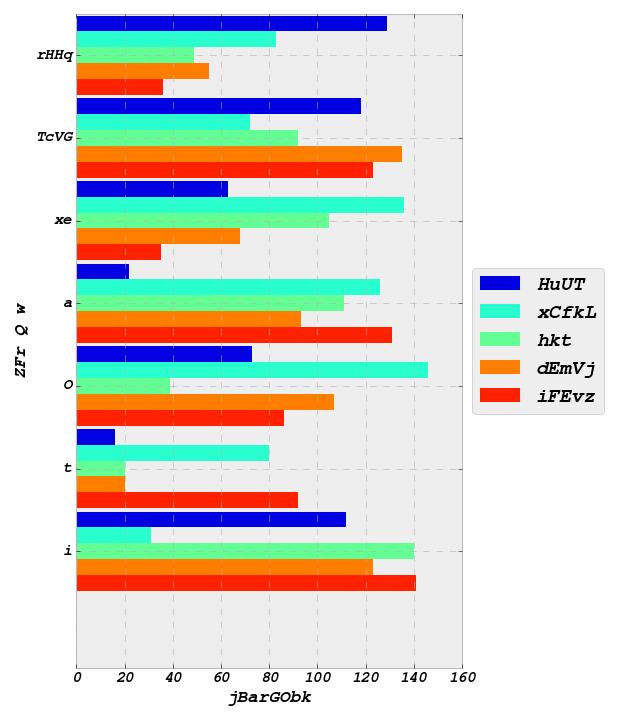 rHHq
TcVG
xe
a
O
t
i
ZFr Q w
0 20 40 60 80 100 120 140 160
jBarGObk
HuUT
xCfkL
hkt
dEmVj
iFEvz